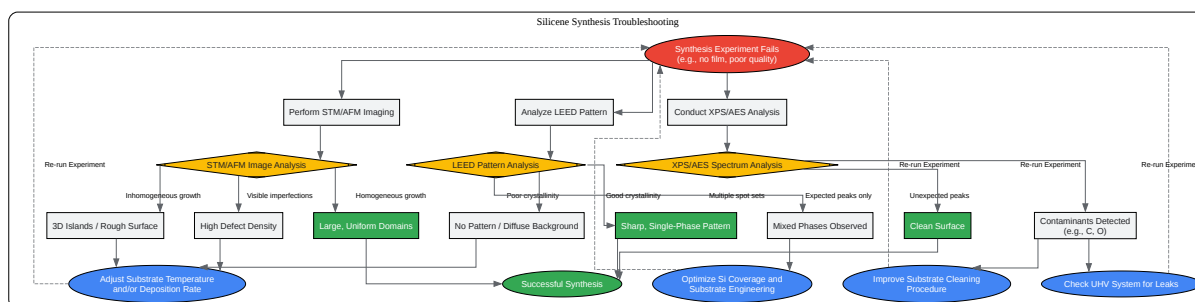 Silicene Synthesis Troubleshooting
Synthesis Experiment Fails
(e.g., no film, poor quality)
Perform STM/AFM Imaging
Analyze LEED Pattern
Conduct XPS/AES Analysis
Re-run Experiment
STM/AFM Image Analysis
LEED Pattern Analysis
XPS/AES Spectrum Analysis
Re-run Experiment
Re-run Experiment
Re-run Experiment
Inhomogeneous growth
Visible imperfections
Homogeneous growth
Poor crystallinity
Good crystallinity
Multiple spot sets
Expected peaks only
Unexpected peaks
3D Islands / Rough Surface
High Defect Density
Large, Uniform Domains
No Pattern / Diffuse Background
Sharp, Single-Phase Pattern
Mixed Phases Observed
Clean Surface
Contaminants Detected
(e.g., C, O)
Adjust Substrate Temperature
and/or Deposition Rate
Successful Synthesis
Optimize Si Coverage and
Substrate Engineering
Improve Substrate Cleaning
Procedure
Check UHV System for Leaks